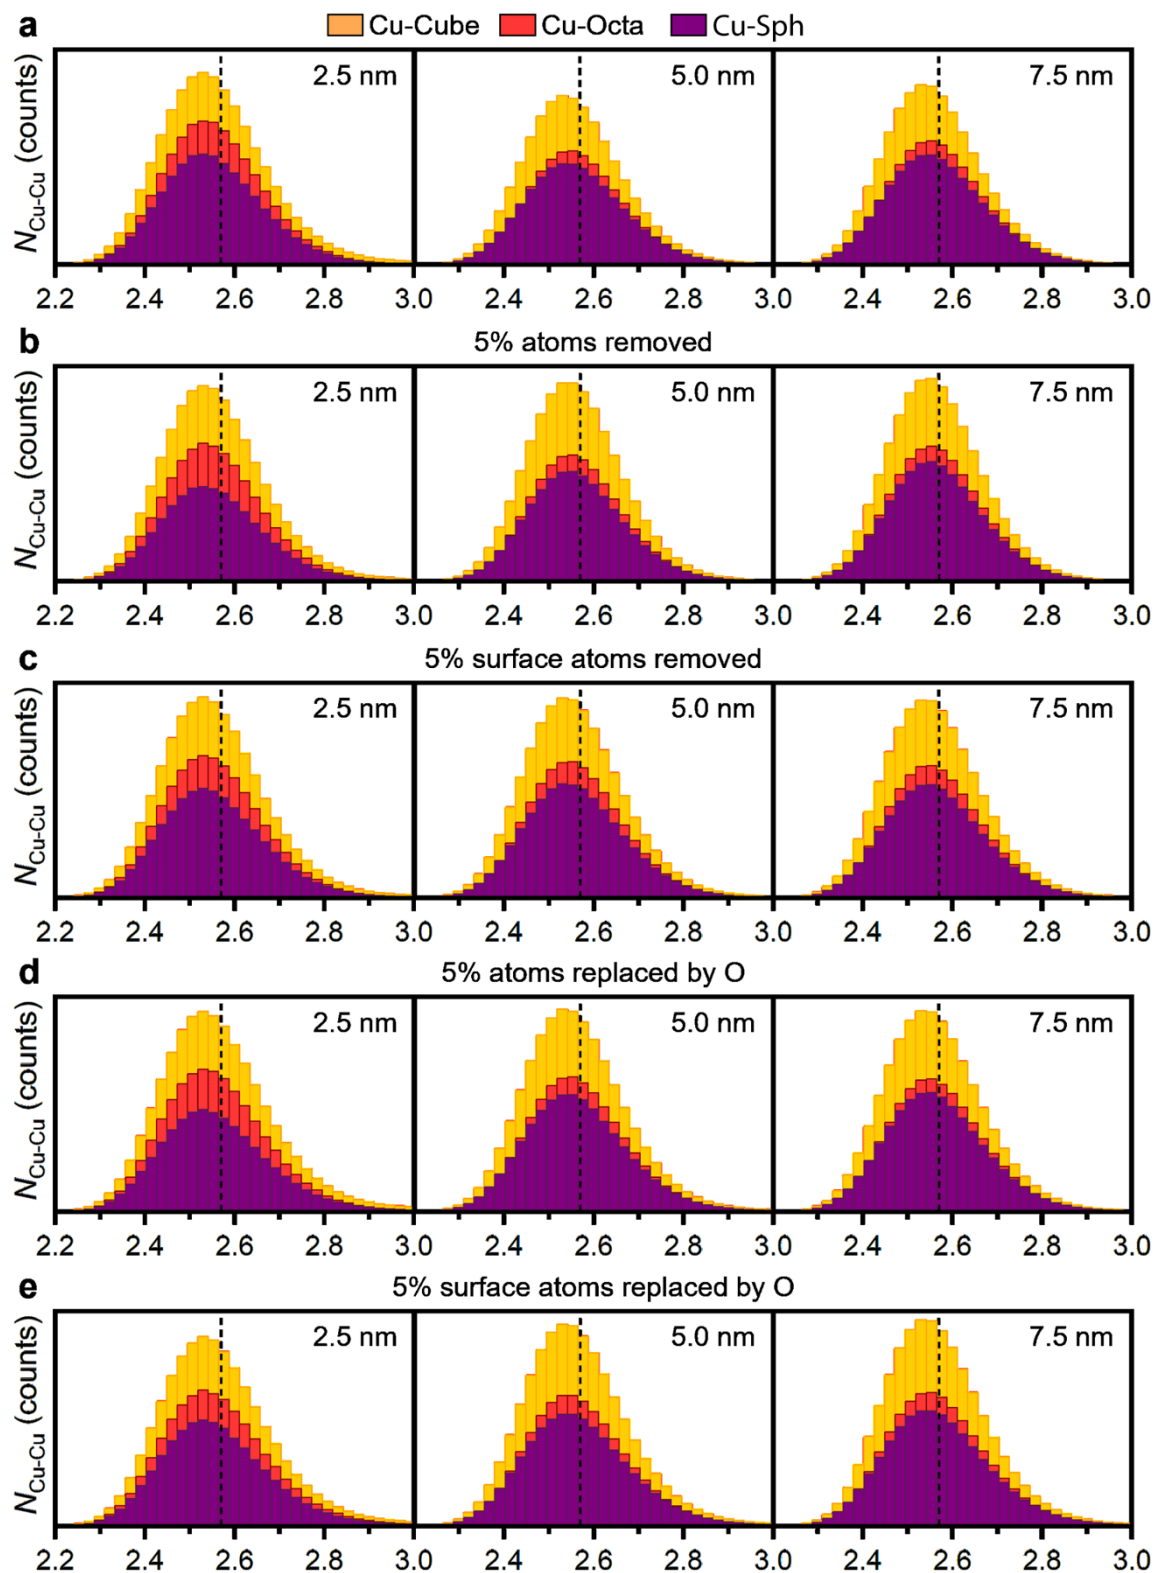 a Cu-Cube Cu-Octa Cu-Sph
N Cu-Cu (counts) 2.5 nm 5.0 nm 7.5 nm
2.2 2.4 2.6 2.8 3.0 2.4 2.6 2.8 3.0 2.4 2.6 2.8 3.0
b 5% atoms removed
N Cu-Cu (counts) 2.5 nm 5.0 nm 7.5 nm
2.2 2.4 2.6 2.8 3.0 2.4 2.6 2.8 3.0 2.4 2.6 2.8 3.0
c 5% surface atoms removed
N Cu-Cu (counts) 2.5 nm 5.0 nm 7.5 nm
2.2 2.4 2.6 2.8 3.0 2.4 2.6 2.8 3.0 2.4 2.6 2.8 3.0
d 5% atoms replaced by O
N Cu-Cu (counts) 2.5 nm 5.0 nm 7.5 nm
2.2 2.4 2.6 2.8 3.0 2.4 2.6 2.8 3.0 2.4 2.6 2.8 3.0
e 5% surface atoms replaced by O
N Cu-Cu (counts) 2.5 nm 5.0 nm 7.5 nm
2.2 2.4 2.6 2.8 3.0 2.4 2.6 2.8 3.0 2.4 2.6 2.8 3.0